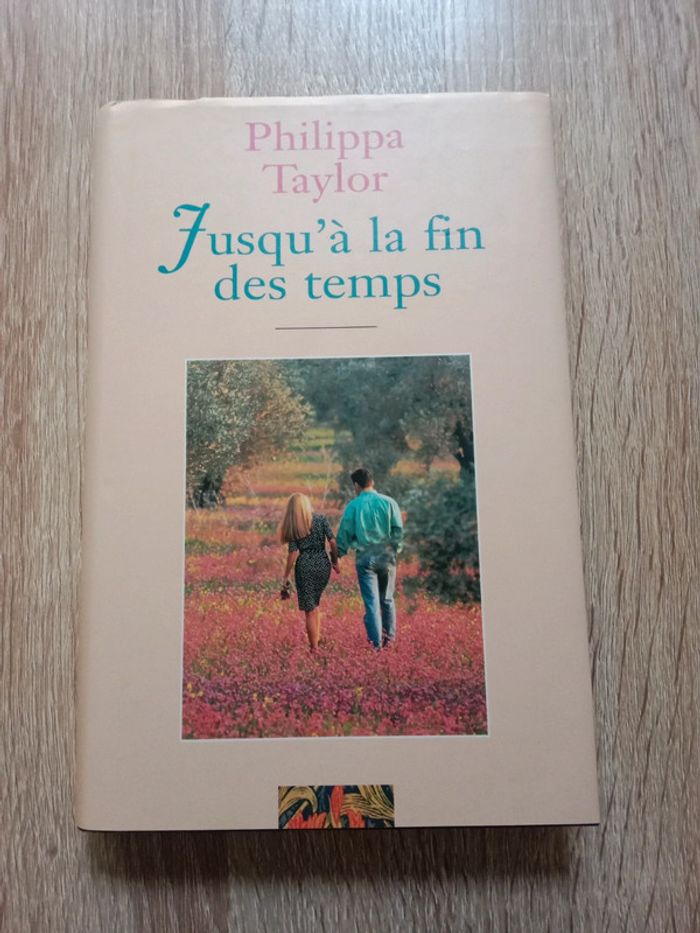 Philippa
Taylor
Jusqu'à la fin
des temps